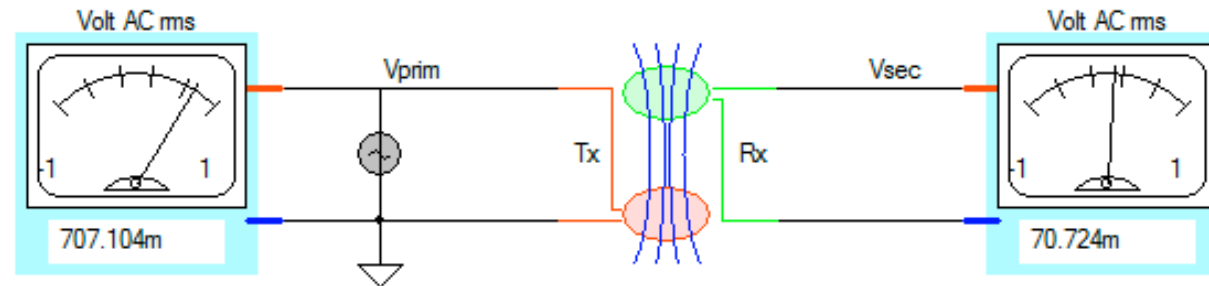 Volt AC rms
Volt AC rms
Vprim
Vsec
Tx
Rx
-1
1
-1
1
707.104m
70.724m